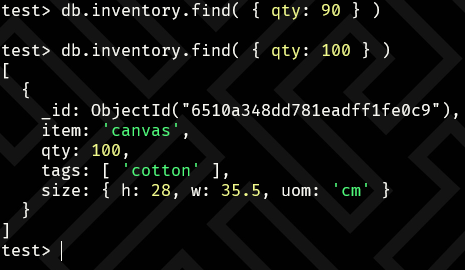 test> db.inventory.find( { qty: 90 } )
test> db.inventory.find( { qty: 100 } )
[
  {
    _id: ObjectId("6510a348dd781eadff1fe0c9"),
    item: 'canvas',
    qty: 100,
    tags: [ 'cotton' ],
    size: { h: 28, w: 35.5, uom: 'cm' }
  }
]
test>